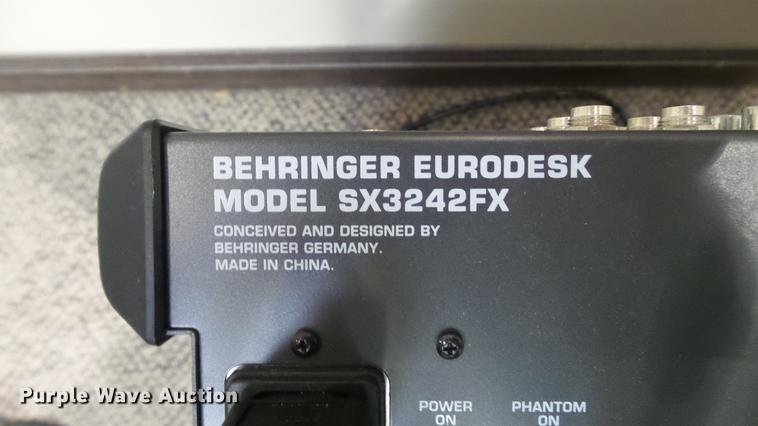 BEHRINGER EURODESK
MODEL SX3242FX
CONCEIVED AND DESIGNED BY
BEHRINGER GERMANY.
MADE IN CHINA.
POWER
ON
PHANTOM
ON
Purple Wave Auction